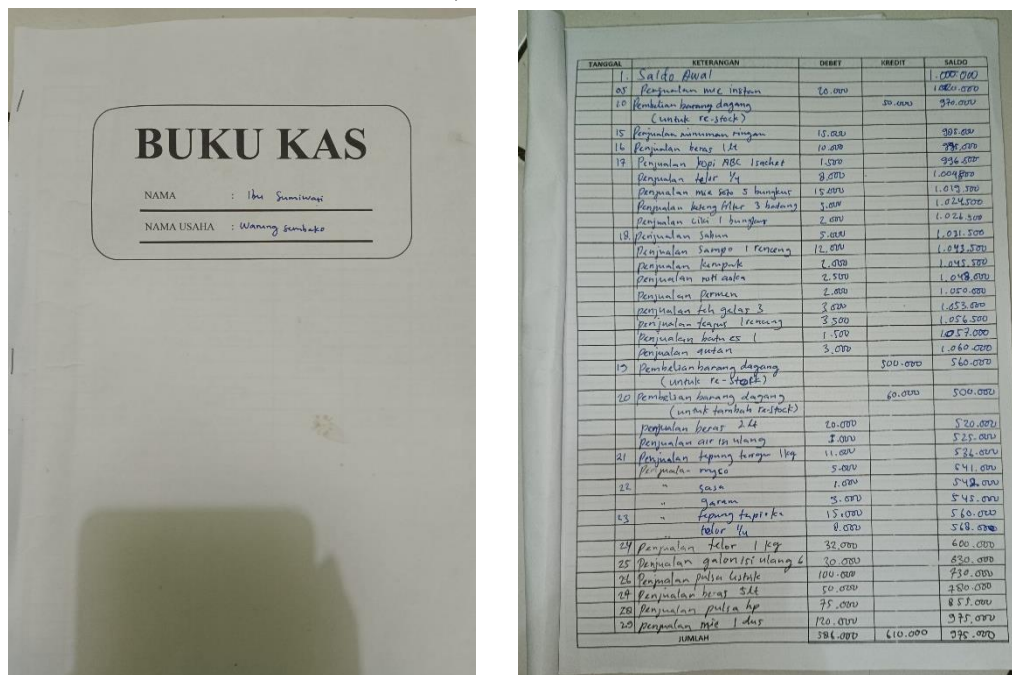 BUKU KAS
NAMA : Ibu Sumiwati
NAMA USAHA : Warung Sembako
TANGGAL KETERANGAN DEBET KREDIT SALDO
1. Saldo Awal 1.000.000
05 Penjualan mie instan 20.000 1020.000
10 Pembelian barang dagang 50.000 970.000
(untuk re-stock)
15 Penjualan minuman ringan 15.000 985.000
16 Penjualan beras 1 lt 10.000 995.000
17 Penjualan kopi ABC 1 sachet 1.500 996.500
Penjualan telor 1/4 8.000
Penjualan mie soto 5 bungkus 15.000 1.019.500
Penjualan filter 3 batang 5.000 1.024.500
Penjualan ciki 1 bungkus 2.000 1.026.500
18 Penjualan Sabun 5.000 1.031.500
Penjualan Sampo 1 renceng 12.000 1.043.500
Penjualan kerupuk 2.000 1.045.500
Penjualan roti aoka 2.500 1.048.000
Penjualan Permen 2.000 1.050.000
penjualan teh gelas 3 3.000 1.053.000
penjualan 1 renceng 3.500 1.056.500
Penjualan batu es 1 1.500 1.057.000
Penjualan 3.000 1.060.000
19 Pembelian barang dagang 500.000 560.000
(untuk re-stock)
20 Pembelian barang dagang 60.000 500.000
(untuk tambah re-stock)
penjualan beras 2 lt 20.000 520.000
Penjualan air isi ulang 5.000 525.000
21 Penjualan tepung terigu 1 kg 11.000 536.000
Penjualan 5.000 541.000
22 " sasa 1.000 542.000
" garam 3.000 545.000
23 " tepung tapioka 15.000 560.000
" telur 1/4 8.000 568.000
24 Penjualan telor 1 kg 32.000 600.000
25 Penjualan galon isi ulang 6 30.000 630.000
26 Penjualan pulsa listrik 100.000 730.000
27 Penjualan beras 5 lt 50.000 780.000
28 Penjualan pulsa hp 75.000 855.000
29 penjualan mie 1 dus 120.000 975.000
JUMLAH 586.000 610.000 975.000